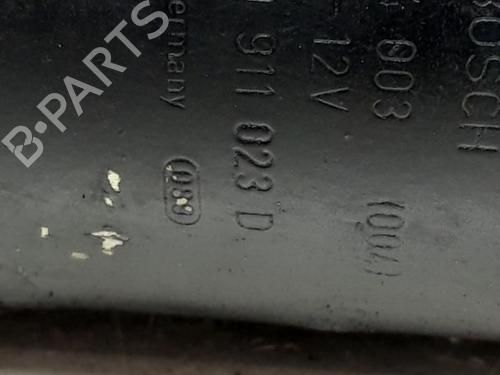 BOSCH
003 (004)
12V
911 023 D
Germany
089
B-PARTS